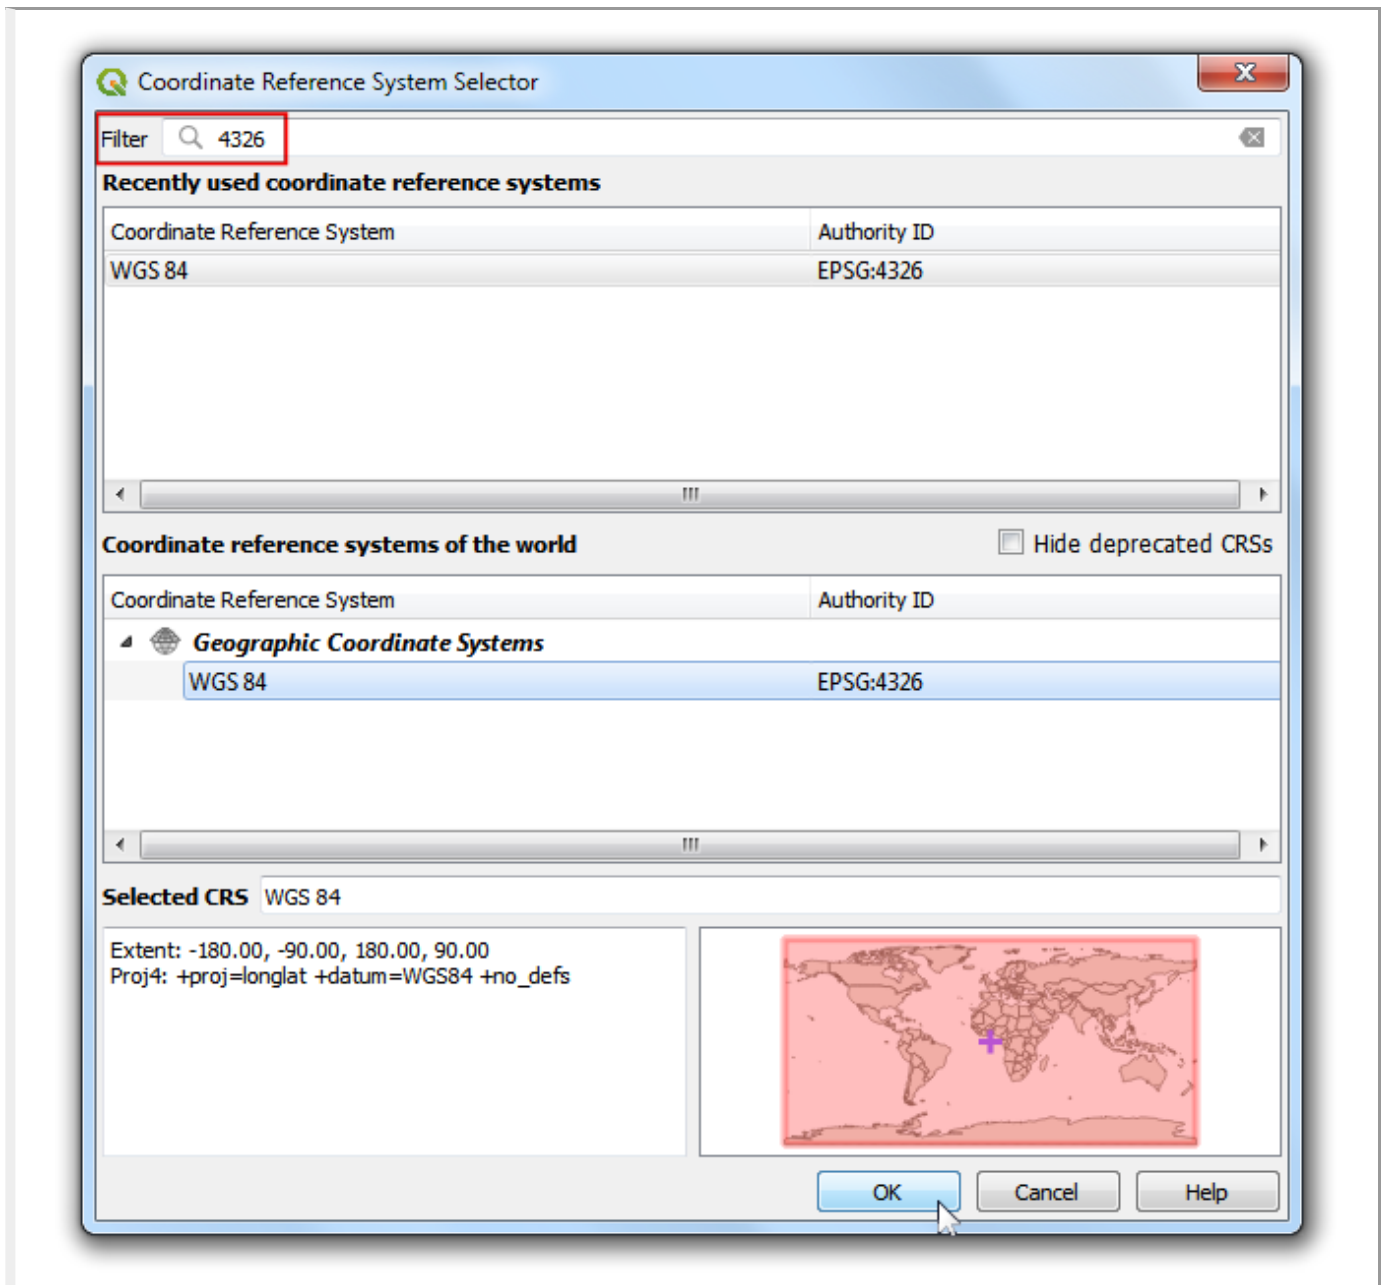 Coordinate Reference System Selector
Filter 4326
Recently used coordinate reference systems
Coordinate Reference System Authority ID
WGS 84 EPSG:4326
Coordinate reference systems of the world Hide deprecated CRSs
Coordinate Reference System Authority ID
Geographic Coordinate Systems
WGS 84 EPSG:4326
Selected CRS WGS 84
Extent: -180.00, -90.00, 180.00, 90.00
Proj4: +proj=longlat +datum=WGS84 +no_defs
OK Cancel Help